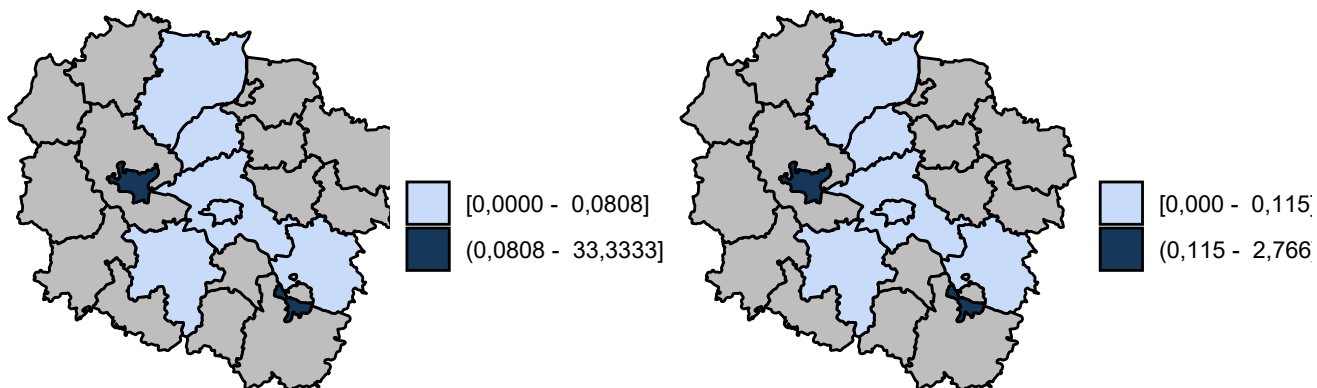 [0,0000 - 0,0808]
(0,0808 - 33,3333]
[0,000 - 0,115]
(0,115 - 2,766]